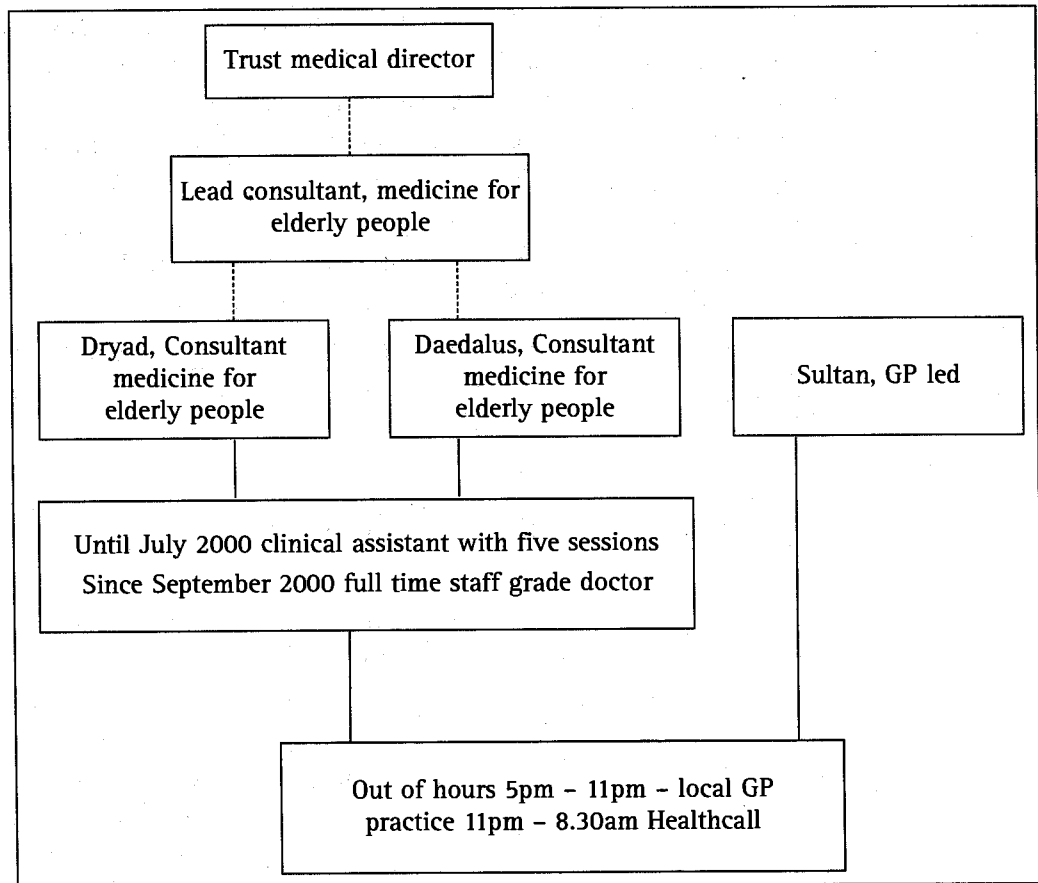 Trust medical director
Lead consultant, medicine for
elderly people
Dryad, Consultant
medicine for
elderly people
Daedalus, Consultant
medicine for
elderly people
Sultan, GP led
Until July 2000 clinical assistant with five sessions
Since September 2000 full time staff grade doctor
Out of hours 5pm – 11pm – local GP
practice 11pm – 8.30am Healthcall